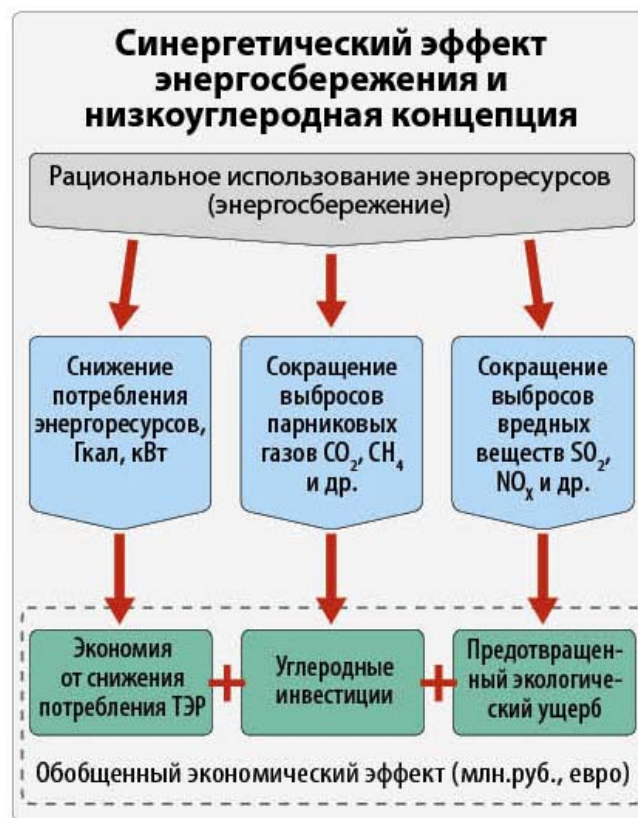 Синергетический эффект
энергосбережения и
низкоуглеродная концепция
Рациональное использование энергоресурсов
(энергосбережение)
Снижение
потребления
энергоресурсов,
Гкал, кВт
Сокращение
выбросов
парниковых
газов CO₂, CH₄
и др.
Сокращение
выбросов
вредных
веществ SO₂,
NOₓ и др.
Экономия
от снижения
потребления ТЭР
+
Углеродные
инвестиции
+
Предотвращен-
ный экологиче-
ский ущерб
Обобщенный экономический эффект (млн.руб., евро)